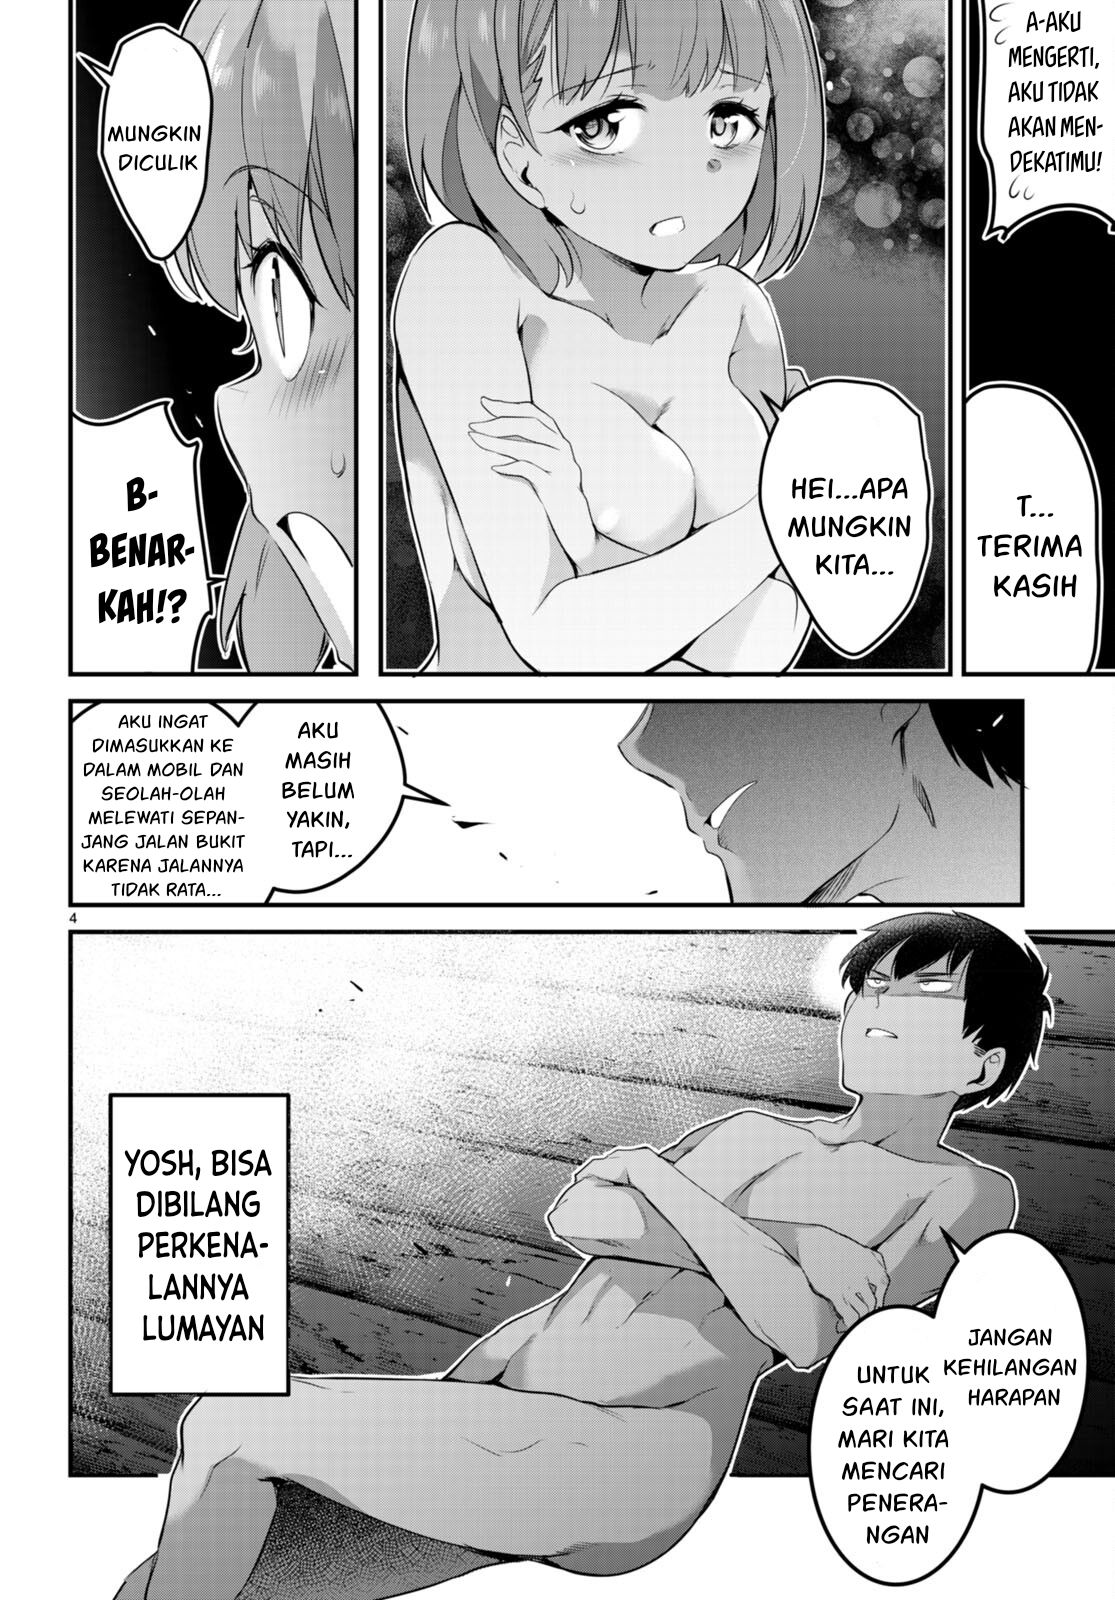 A-AKU
MENGERTI,
AKU TIDAK
AKAN MEN-
DEKATIMU!
T...
TERIMA
KASIH
HEI...APA
MUNGKIN
KITA...
MUNGKIN
DICULIK
B-
BENAR-
KAH!?
AKU
MASIH
BELUM
YAKIN,
TAPI...
AKU INGAT
DIMASUKKAN KE
DALAM MOBIL DAN
SEOLAH-OLAH
MELEWATI SEPAN-
JANG JALAN BUKIT
KARENA JALANNYA
TIDAK RATA...
4
JANGAN
KEHILANGAN
HARAPAN
UNTUK
SAAT INI,
MARI KITA
MENCARI
PENERA-
NGAN
YOSH, BISA
DIBILANG
PERKENA-
LANNYA
LUMAYAN